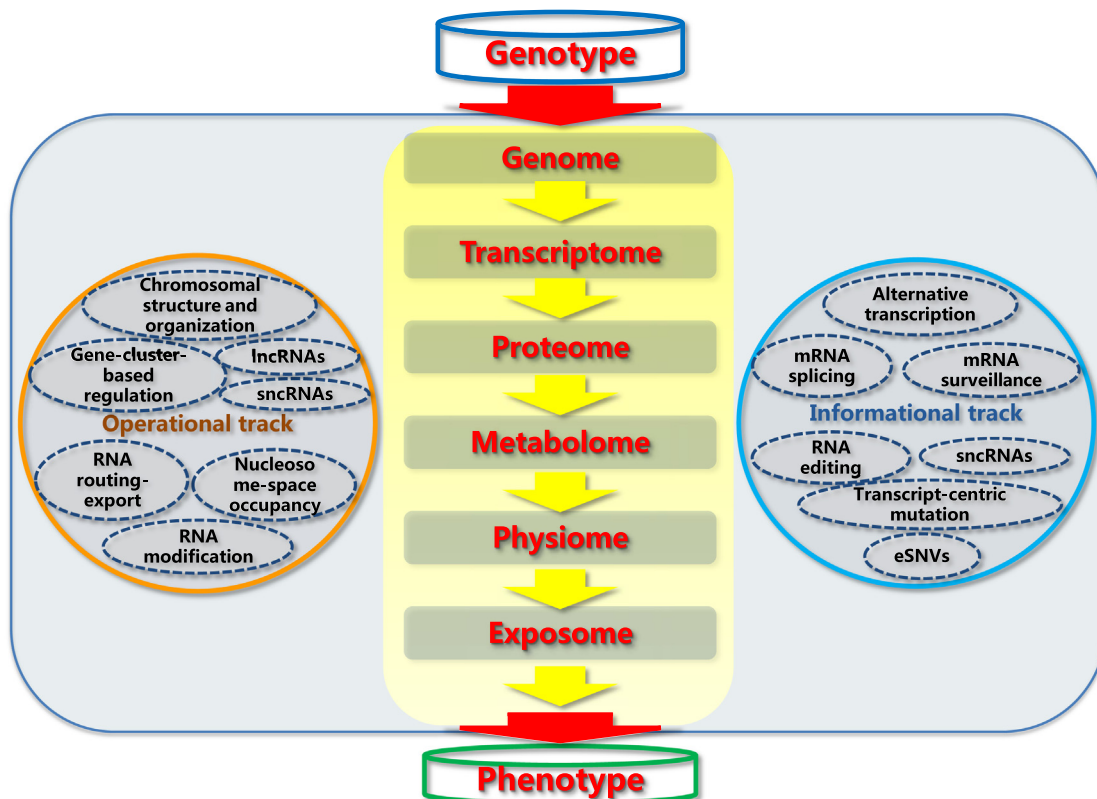 Genotype
Genome
Transcriptome
Proteome
Metabolome
Physiome
Exposome
Phenotype
Chromosomal
structure and
organization
Gene-cluster-
based
regulation
lncRNAs
sncRNAs
Operational track
RNA
routing-
export
Nucleoso
me-space
occupancy
RNA
modification
Alternative
transcription
mRNA
splicing
mRNA
surveillance
Informational track
RNA
editing
sncRNAs
Transcript-centric
mutation
eSNVs